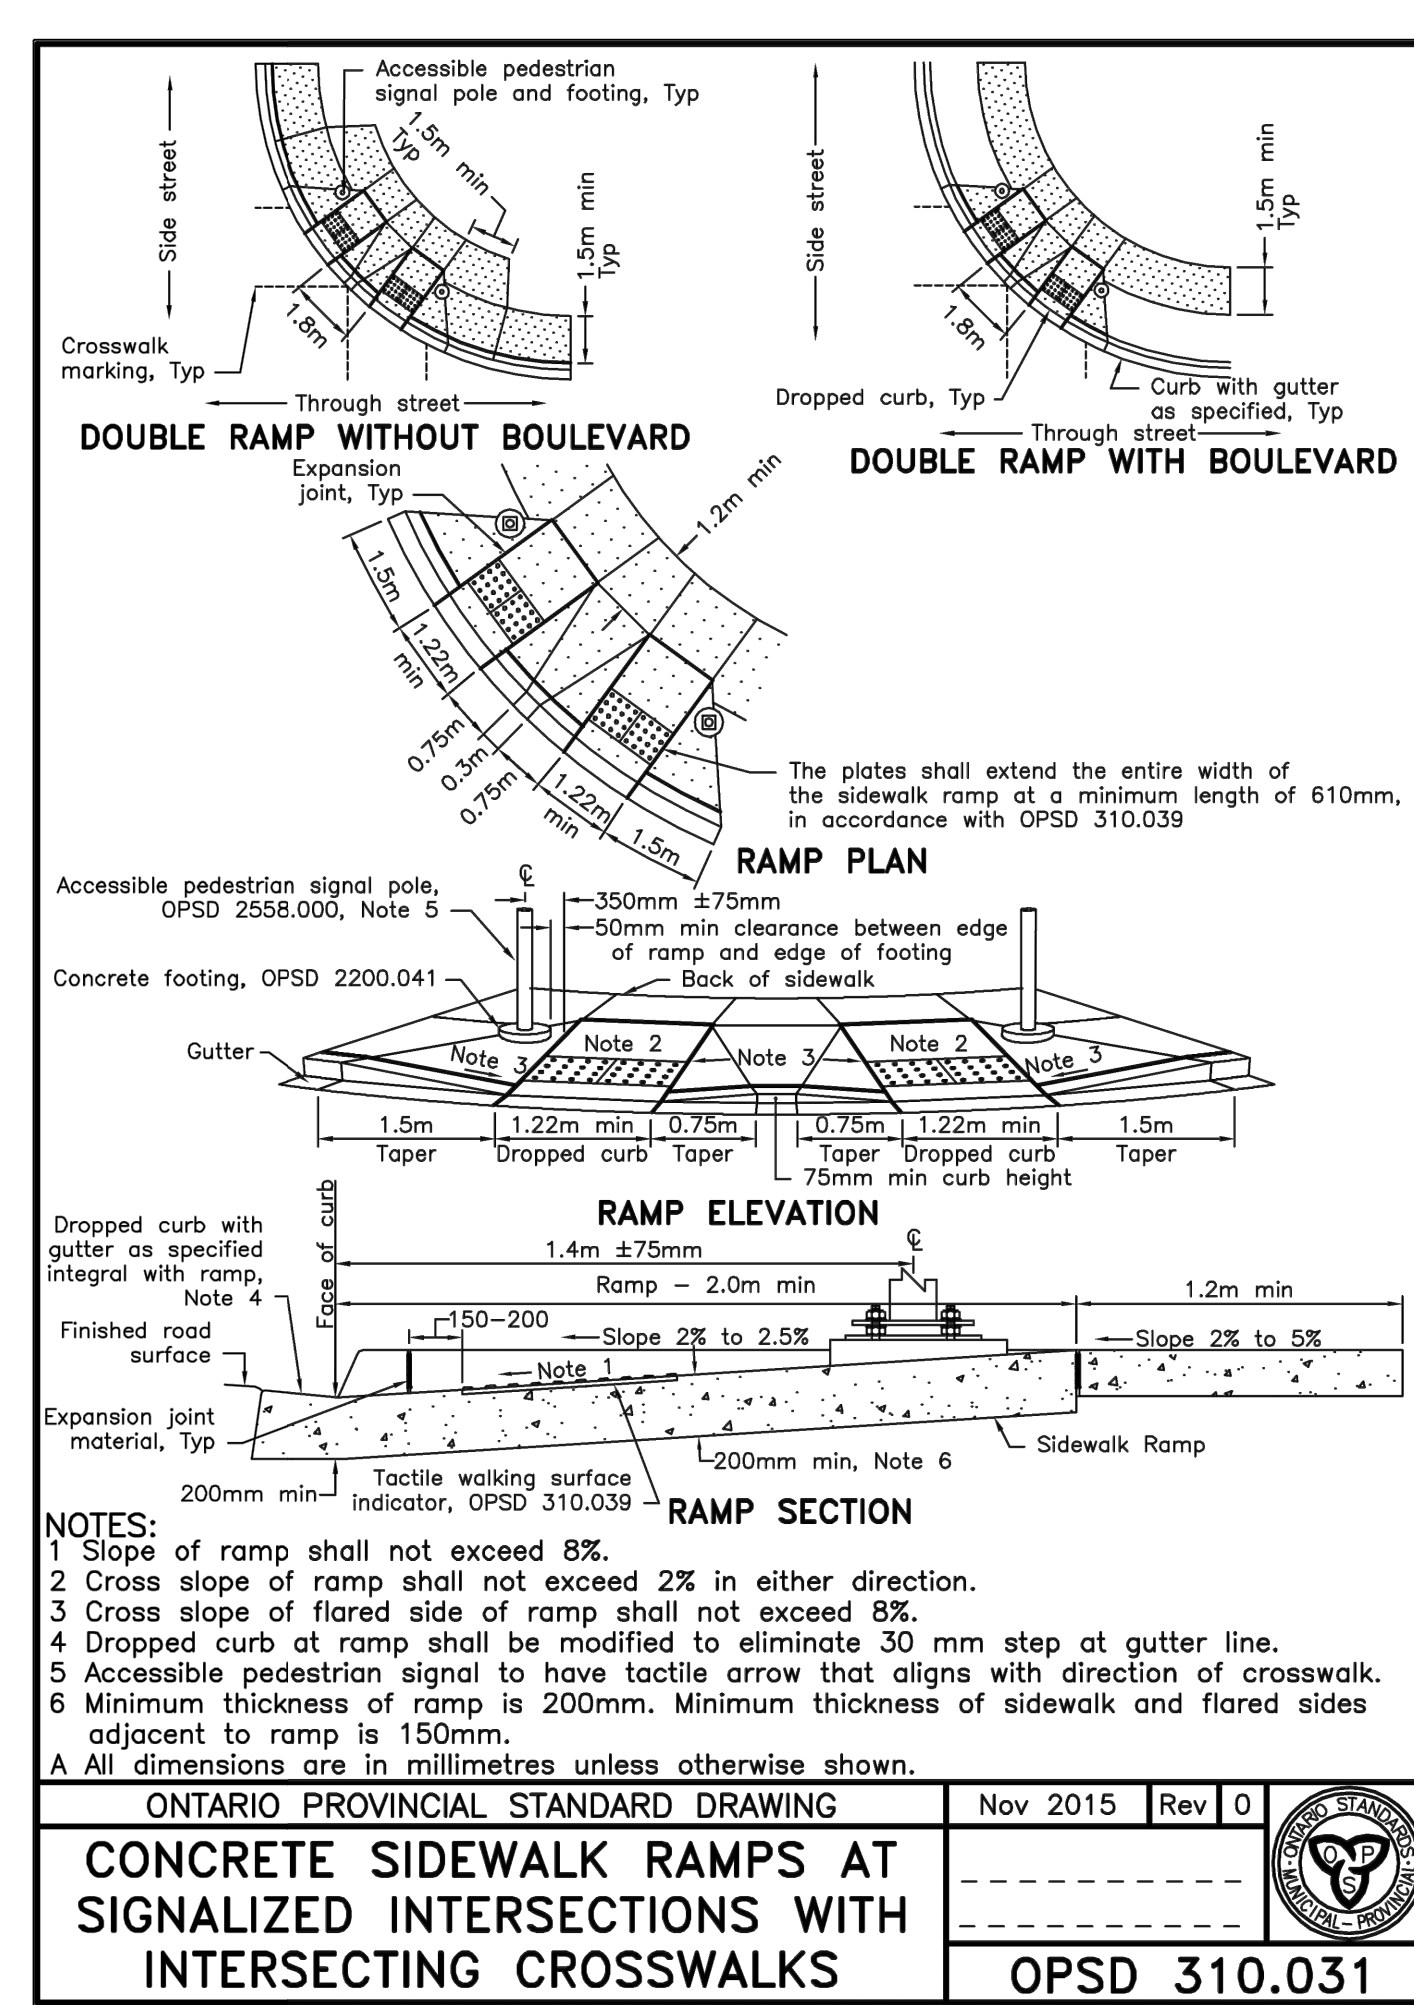 Accessible pedestrian
signal pole and footing, Typ
Side street
1.5m min
Typ
1.5m min
Typ
1.8m
Crosswalk
marking, Typ
Through street
DOUBLE RAMP WITHOUT BOULEVARD
Side street
1.5m min
Typ
1.8m
Dropped curb, Typ
Curb with gutter
as specified, Typ
Through street
DOUBLE RAMP WITH BOULEVARD
Expansion
joint, Typ
1.2m min
1.5m
1.22m
min
0.75m
0.3m
0.75m
1.22m
min
1.5m
The plates shall extend the entire width of
the sidewalk ramp at a minimum length of 610mm,
in accordance with OPSD 310.039
RAMP PLAN
Accessible pedestrian signal pole,
OPSD 2558.000, Note 5
℄
350mm ±75mm
50mm min clearance between edge
of ramp and edge of footing
Concrete footing, OPSD 2200.041
Back of sidewalk
Gutter
Note 3
Note 2
Note 3
Note 2
Note 3
1.5m
Taper
1.22m min
Dropped curb
0.75m
Taper
0.75m
Taper
1.22m min
Dropped curb
1.5m
Taper
75mm min curb height
RAMP ELEVATION
Dropped curb with
gutter as specified
integral with ramp,
Note 4
Face of curb
1.4m ±75mm
℄
Ramp – 2.0m min
1.2m min
Finished road
surface
150–200
Slope 2% to 2.5%
Slope 2% to 5%
Note 1
Expansion joint
material, Typ
Sidewalk Ramp
200mm min, Note 6
200mm min
Tactile walking surface
indicator, OPSD 310.039
RAMP SECTION
NOTES:
1 Slope of ramp shall not exceed 8%.
2 Cross slope of ramp shall not exceed 2% in either direction.
3 Cross slope of flared side of ramp shall not exceed 8%.
4 Dropped curb at ramp shall be modified to eliminate 30 mm step at gutter line.
5 Accessible pedestrian signal to have tactile arrow that aligns with direction of crosswalk.
6 Minimum thickness of ramp is 200mm. Minimum thickness of sidewalk and flared sides
adjacent to ramp is 150mm.
A All dimensions are in millimetres unless otherwise shown.
ONTARIO PROVINCIAL STANDARD DRAWING
Nov 2015
Rev
0
CONCRETE SIDEWALK RAMPS AT
SIGNALIZED INTERSECTIONS WITH
INTERSECTING CROSSWALKS
ONTARIO STANDARDS
MUNICIPAL – PROVINCIAL
O P
S
OPSD 310.031